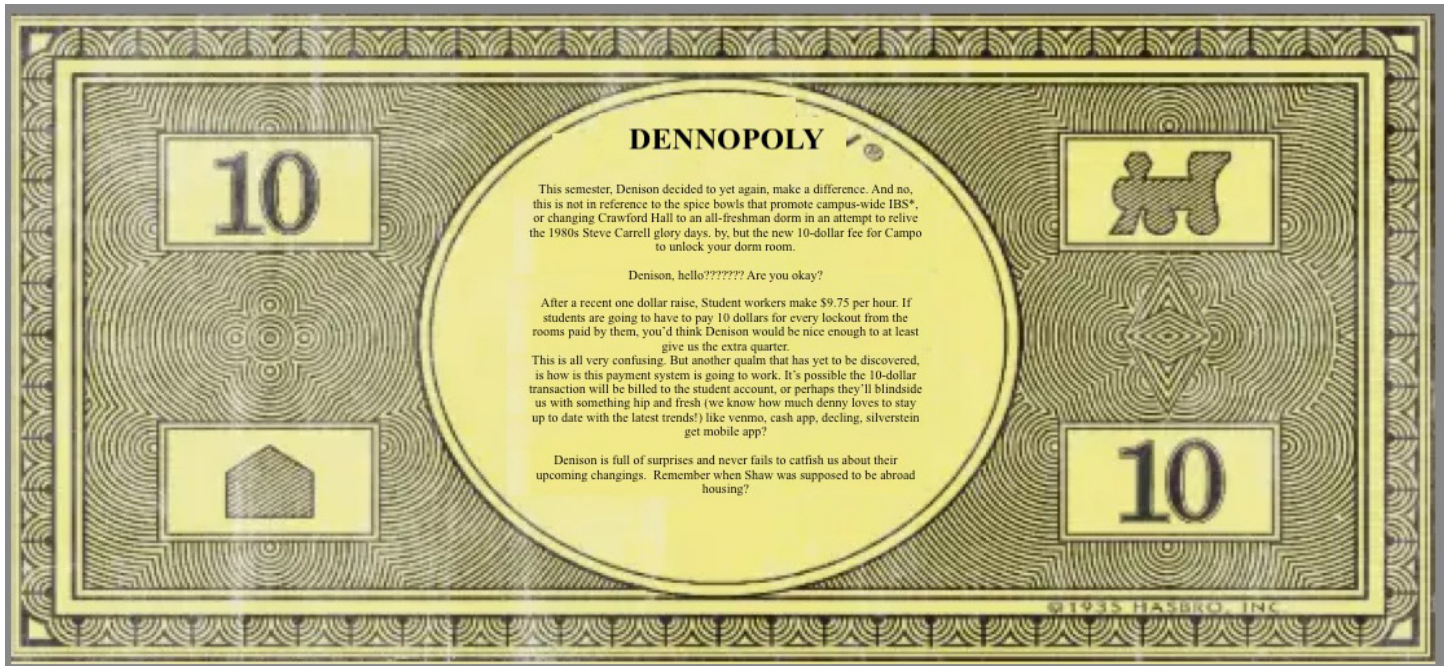 10
DENNOPOLY
This semester, Denison decided to yet again, make a difference. And no,
this is not in reference to the spice bowls that promote campus-wide IBS*,
or changing Crawford Hall to an all-freshman dorm in an attempt to relive
the 1980s Steve Carrell glory days. by, but the new 10-dollar fee for Campo
to unlock your dorm room.
Denison, hello??????? Are you okay?
After a recent one dollar raise, Student workers make $9.75 per hour. If
students are going to have to pay 10 dollars for every lockout from the
rooms paid by them, you’d think Denison would be nice enough to at least
give us the extra quarter.
This is all very confusing. But another qualm that has yet to be discovered,
is how is this payment system is going to work. It’s possible the 10-dollar
transaction will be billed to the student account, or perhaps they’ll blindside
us with something hip and fresh (we know how much denny loves to stay
up to date with the latest trends!) like venmo, cash app, decling, silverstein
get mobile app?
Denison is full of surprises and never fails to catfish us about their
upcoming changings. Remember when Shaw was supposed to be abroad
housing?
10
©1935 HASBRO, INC.